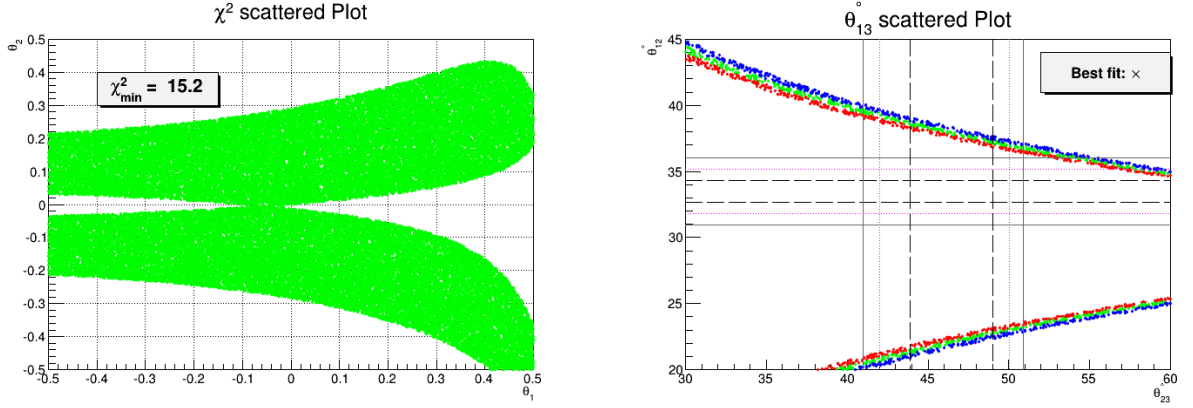 χ² scattered Plot
θ₂
0.5
0.4
0.3
0.2
0.1
0
-0.1
-0.2
-0.3
-0.4
-0.5
χ²min = 15.2
-0.5 -0.4 -0.3 -0.2 -0.1 0 0.1 0.2 0.3 0.4 0.5
θ₁
θ°₁₃ scattered Plot
θ°₁₂
45
40
35
30
25
20
Best fit: ×
30 35 40 45 50 55 60
θ°₂₃